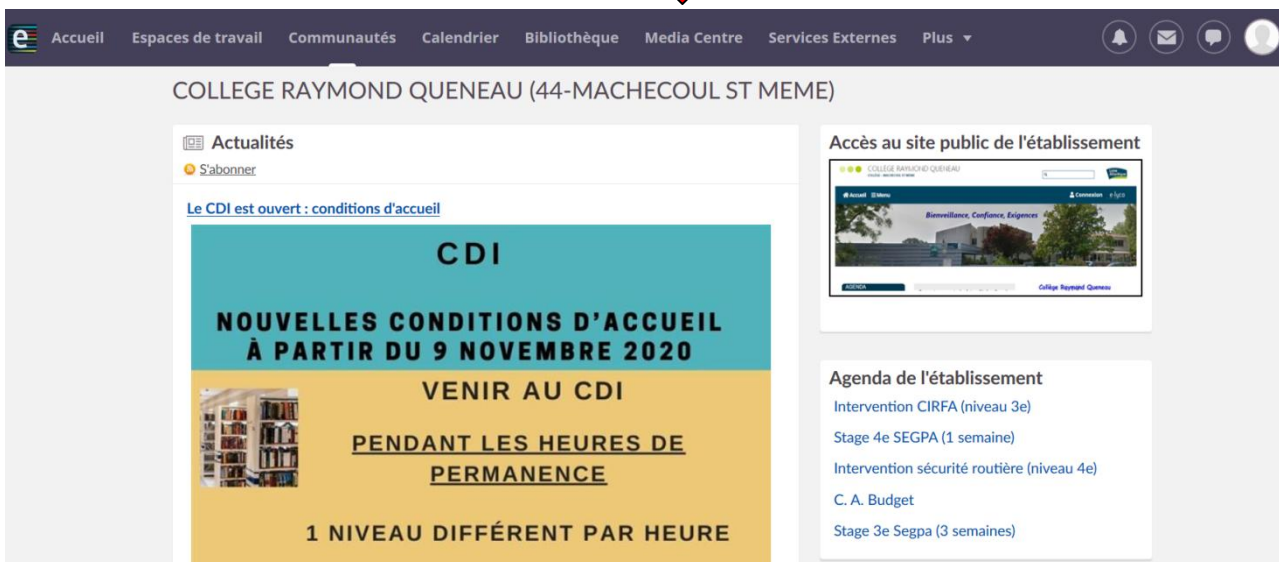 e Accueil Espaces de travail Communautés Calendrier Bibliothèque Media Centre Services Externes Plus
COLLEGE RAYMOND QUENEAU (44-MACHECOUL ST MEME)
Actualités
S'abonner
Le CDI est ouvert : conditions d'accueil
CDI
NOUVELLES CONDITIONS D'ACCUEIL
À PARTIR DU 9 NOVEMBRE 2020
VENIR AU CDI
PENDANT LES HEURES DE
PERMANENCE
1 NIVEAU DIFFÉRENT PAR HEURE
Accès au site public de l'établissement
COLLÈGE RAYMOND QUENEAU
Accueil Menu Connexion e-lyco
Bienveillance, Confiance, Exigences
AGENDA Collège Raymond Queneau
Agenda de l'établissement
Intervention CIRFA (niveau 3e)
Stage 4e SEGPA (1 semaine)
Intervention sécurité routière (niveau 4e)
C. A. Budget
Stage 3e Segpa (3 semaines)